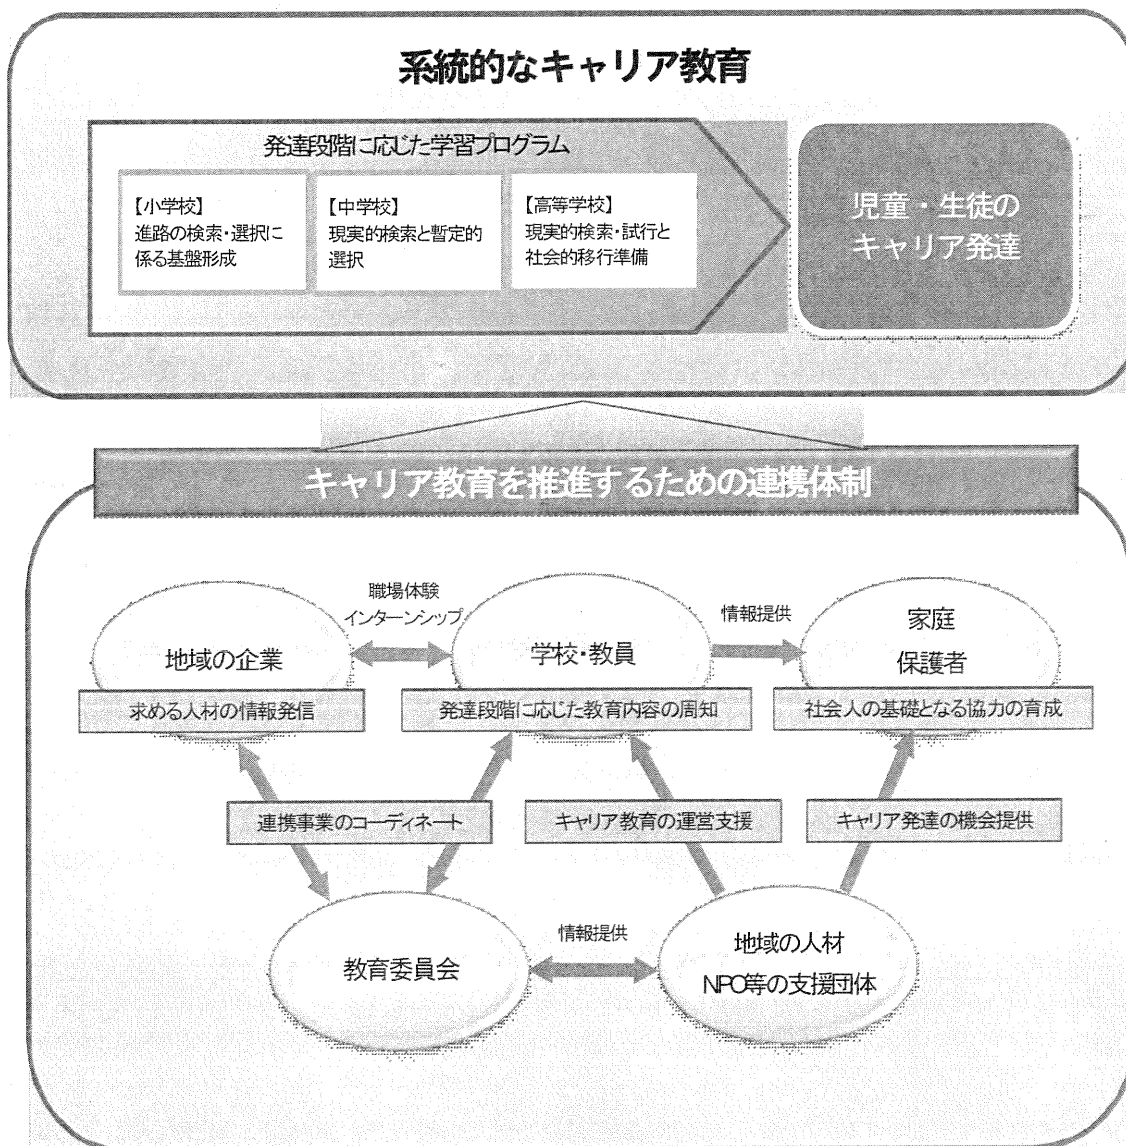 系統的なキャリア教育
発達段階に応じた学習プログラム
【小学校】
進路の検索・選択に
係る基盤形成
【中学校】
現実的検索と暫定的
選択
【高等学校】
現実的検索・試行と
社会的移行準備
児童・生徒の
キャリア発達
キャリア教育を推進するための連携体制
職場体験
インターンシップ
情報提供
地域の企業
学校・教員
家庭
保護者
求める人材の情報発信
発達段階に応じた教育内容の周知
社会人の基礎となる協力の育成
連携事業のコーディネート
キャリア教育の運営支援
キャリア発達の機会提供
教育委員会
情報提供
地域の人材
NPO等の支援団体